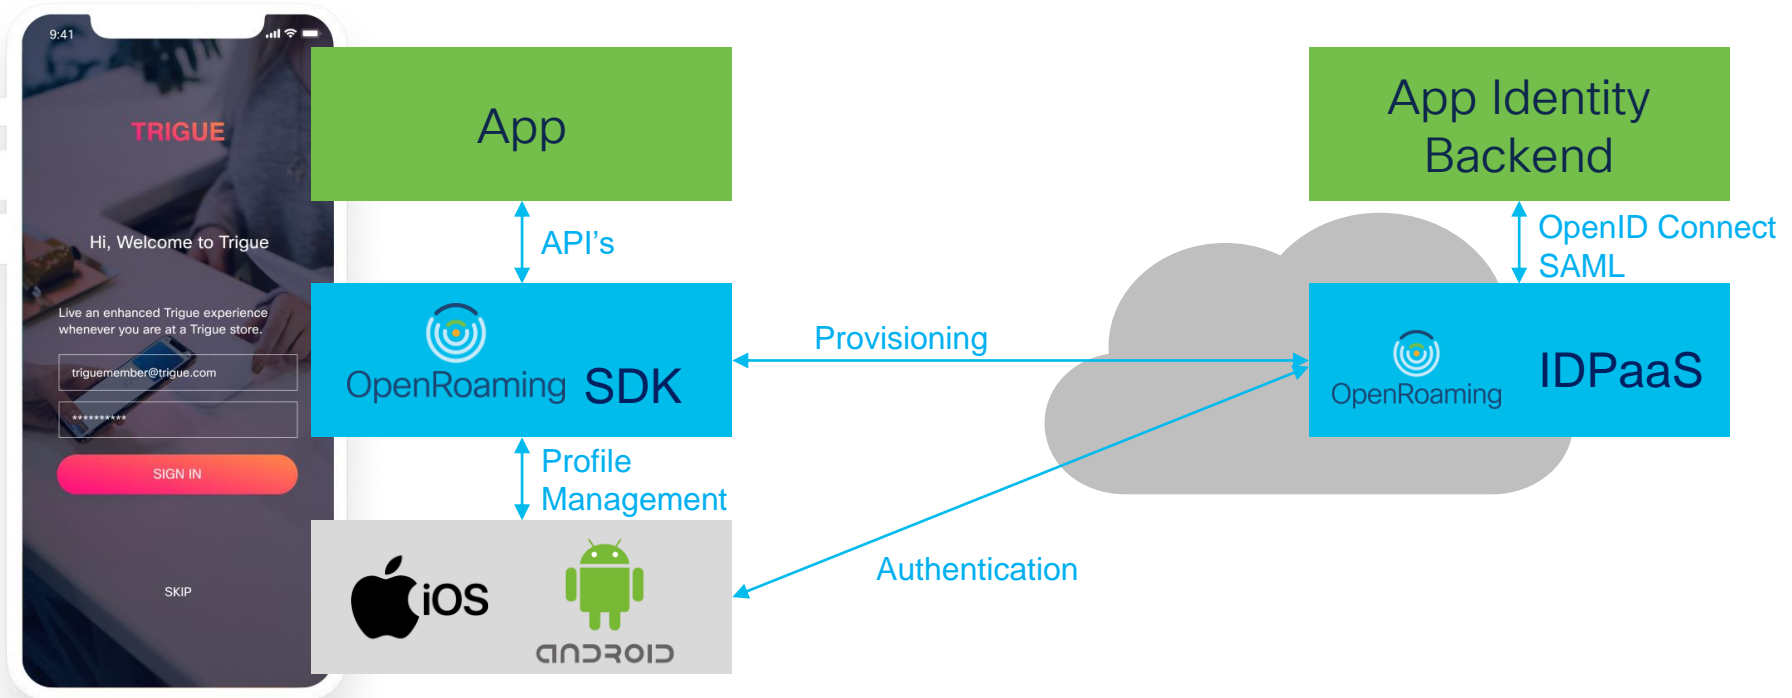 9:41
TRIGUE
Hi, Welcome to Trigue
Live an enhanced Trigue experience
whenever you are at a Trigue store.
triguemember@trigue.com
**********
SIGN IN
SKIP
App
API's
OpenRoaming SDK
Profile
Management
iOS
ANDROID
Provisioning
Authentication
App Identity
Backend
OpenID Connect
SAML
OpenRoaming IDPaaS